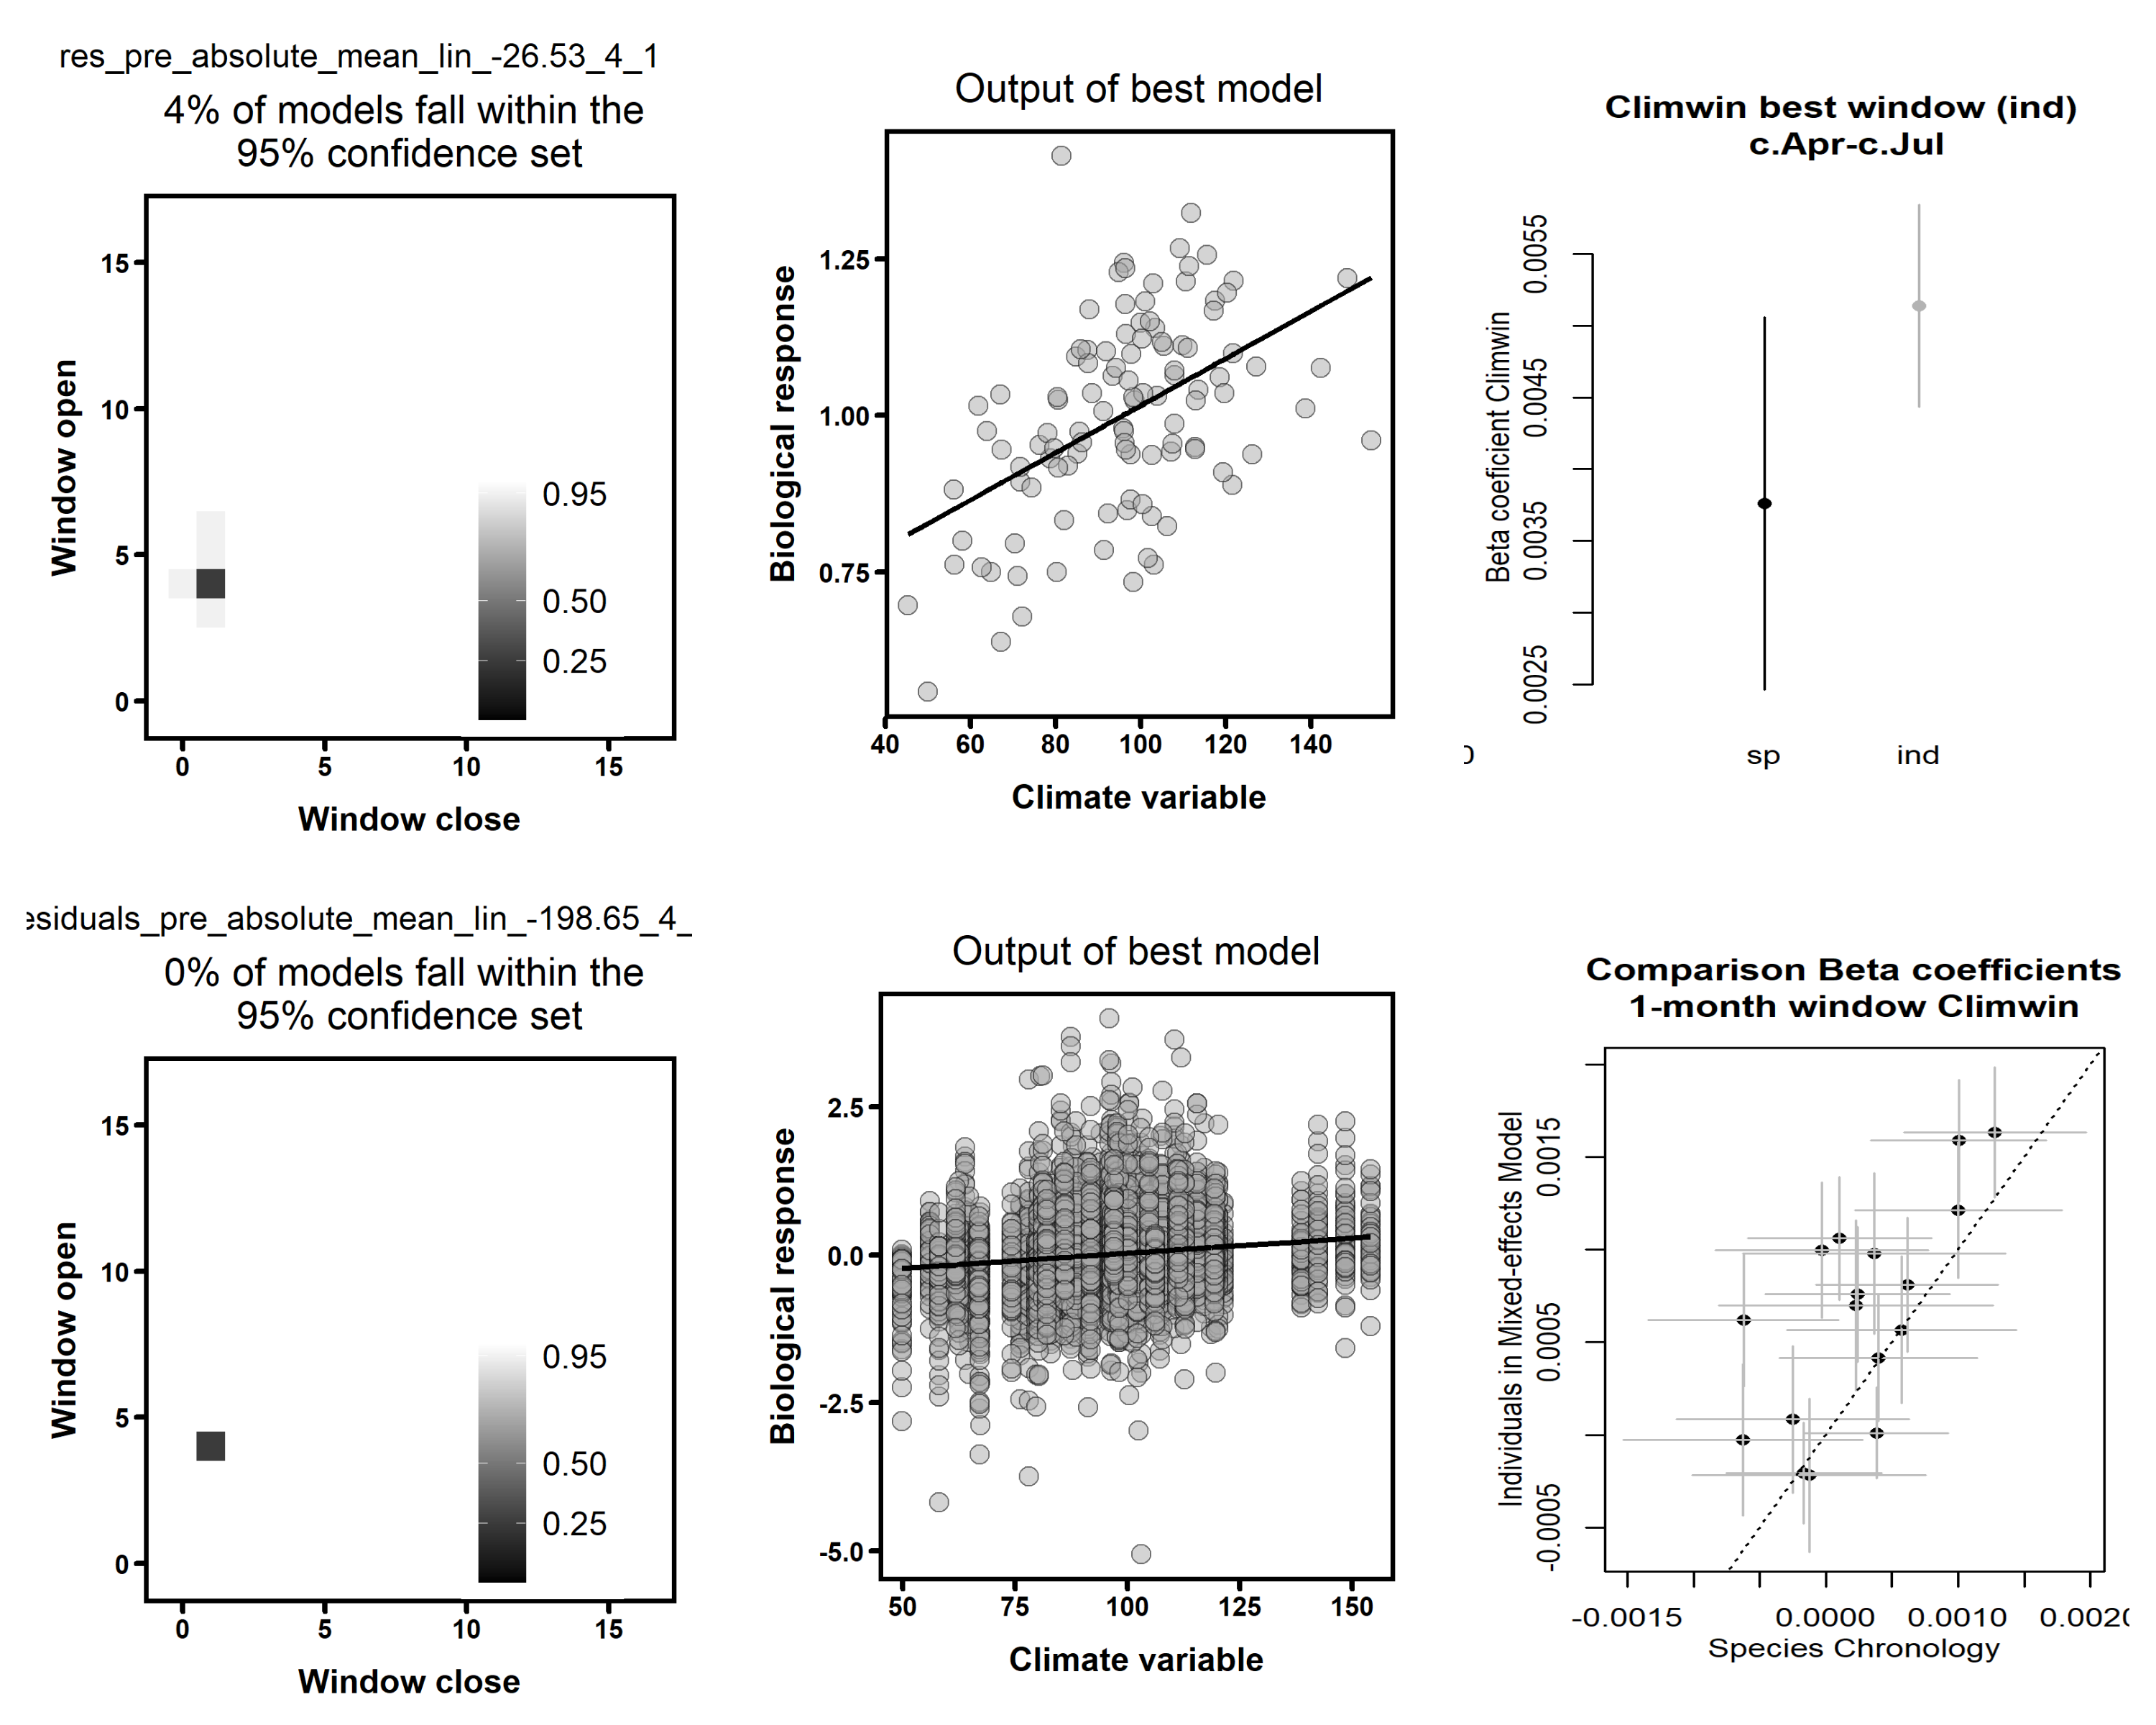 res_pre_absolute_mean_lin_-26.53_4_1
4% of models fall within the
95% confidence set
Window open
15
10
5
0
0.95
0.50
0.25
0 5 10 15
Window close
Output of best model
Biological response
1.25
1.00
0.75
40 60 80 100 120 140
Climate variable
Climwin best window (ind)
c.Apr-c.Jul
Beta coefficient Climwin
0.0025 0.0035 0.0045 0.0055
0
sp ind
esiduals_pre_absolute_mean_lin_-198.65_4_
0% of models fall within the
95% confidence set
Window open
15
10
5
0
0.95
0.50
0.25
0 5 10 15
Window close
Output of best model
Biological response
2.5
0.0
-2.5
-5.0
50 75 100 125 150
Climate variable
Comparison Beta coefficients
1-month window Climwin
Individuals in Mixed-effects Model
-0.0005 0.0005 0.0015
-0.0015 0.0000 0.0010 0.0020
Species Chronology